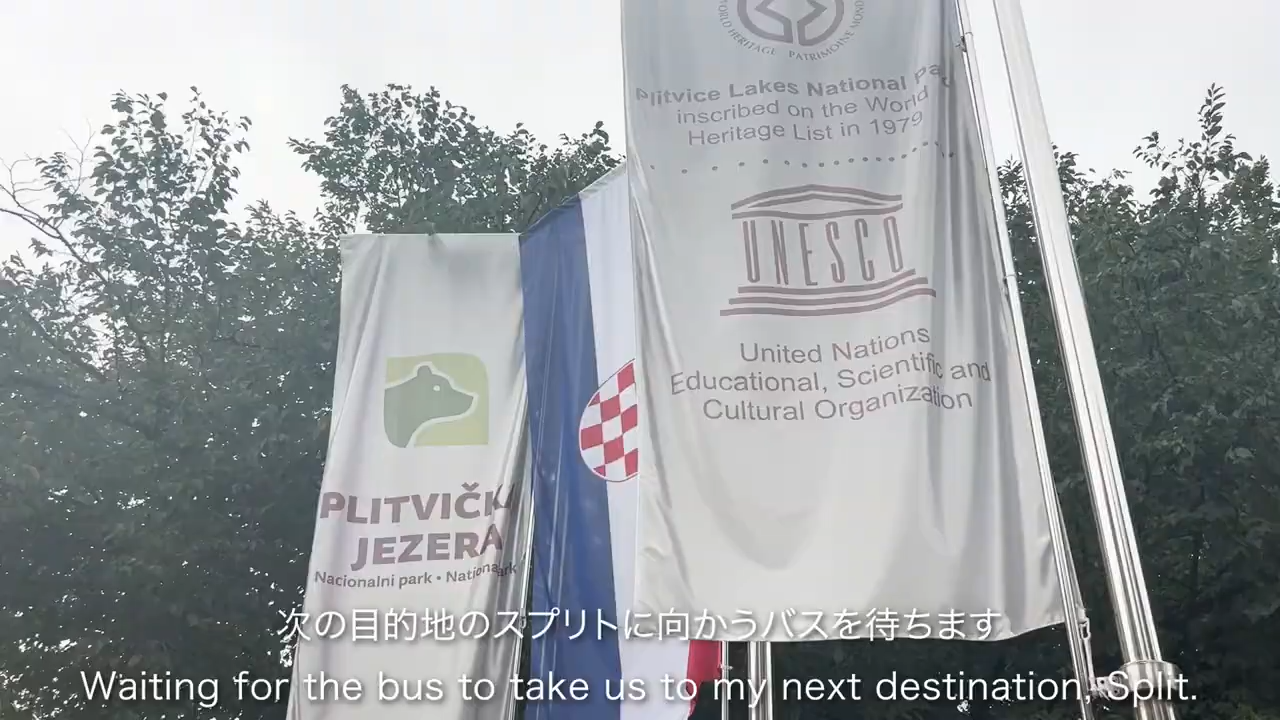 WORLD HERITAGE PATRIMOINE
Plitvice Lakes National
inscribed on the World
Heritage List in 1979
UNESCO
United Nations
Educational, Scientific and
Cultural Organization
PLITVIČK
JEZERA
Nacionalni park • National park
次の目的地のスプリトに向かうバスを待ちます
Waiting for the bus to take us to my next destination, Split.